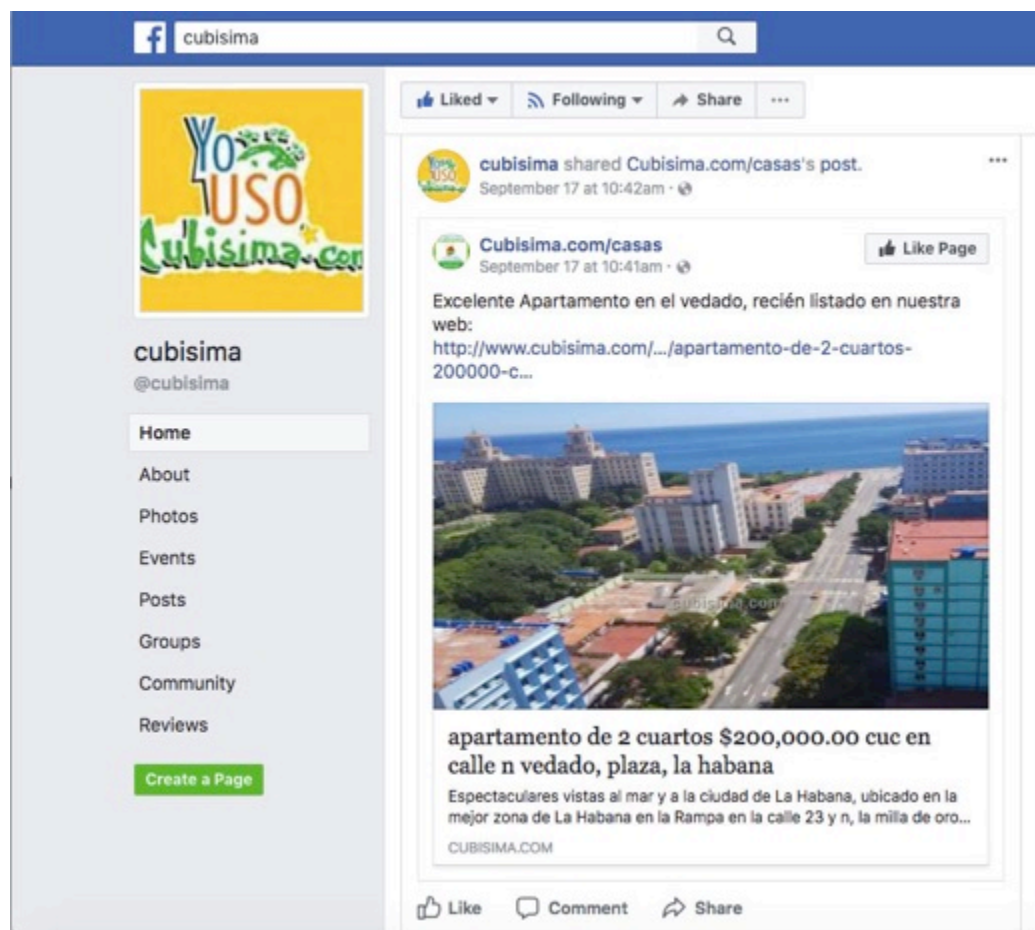 cubisima
Yo
USO
Cubisima.com
cubisima
@cubisima
Home
About
Photos
Events
Posts
Groups
Community
Reviews
Create a Page
Liked
Following
Share
cubisima shared Cubisima.com/casas's post.
September 17 at 10:42am
Cubisima.com/casas
September 17 at 10:41am
Like Page
Excelente Apartamento en el vedado, recién listado en nuestra
web:
http://www.cubisima.com/.../apartamento-de-2-cuartos-
200000-c...
cubisima.com
apartamento de 2 cuartos $200,000.00 cuc en
calle n vedado, plaza, la habana
Espectaculares vistas al mar y a la ciudad de La Habana, ubicado en la
mejor zona de La Habana en la Rampa en la calle 23 y n, la milla de oro...
CUBISIMA.COM
Like
Comment
Share